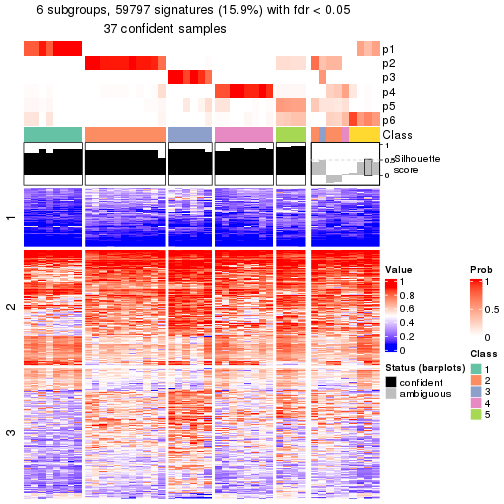 6 subgroups, 59797 signatures (15.9%) with fdr < 0.05
37 confident samples
p1
p2
p3
p4
p5
p6
Class
1
0.5
0
Silhouette
score
1
2
3
Value
1
0.8
0.6
0.4
0.2
0
Prob
1
0.5
0
Status (barplots)
confident
ambiguous
Class
1
2
3
4
5